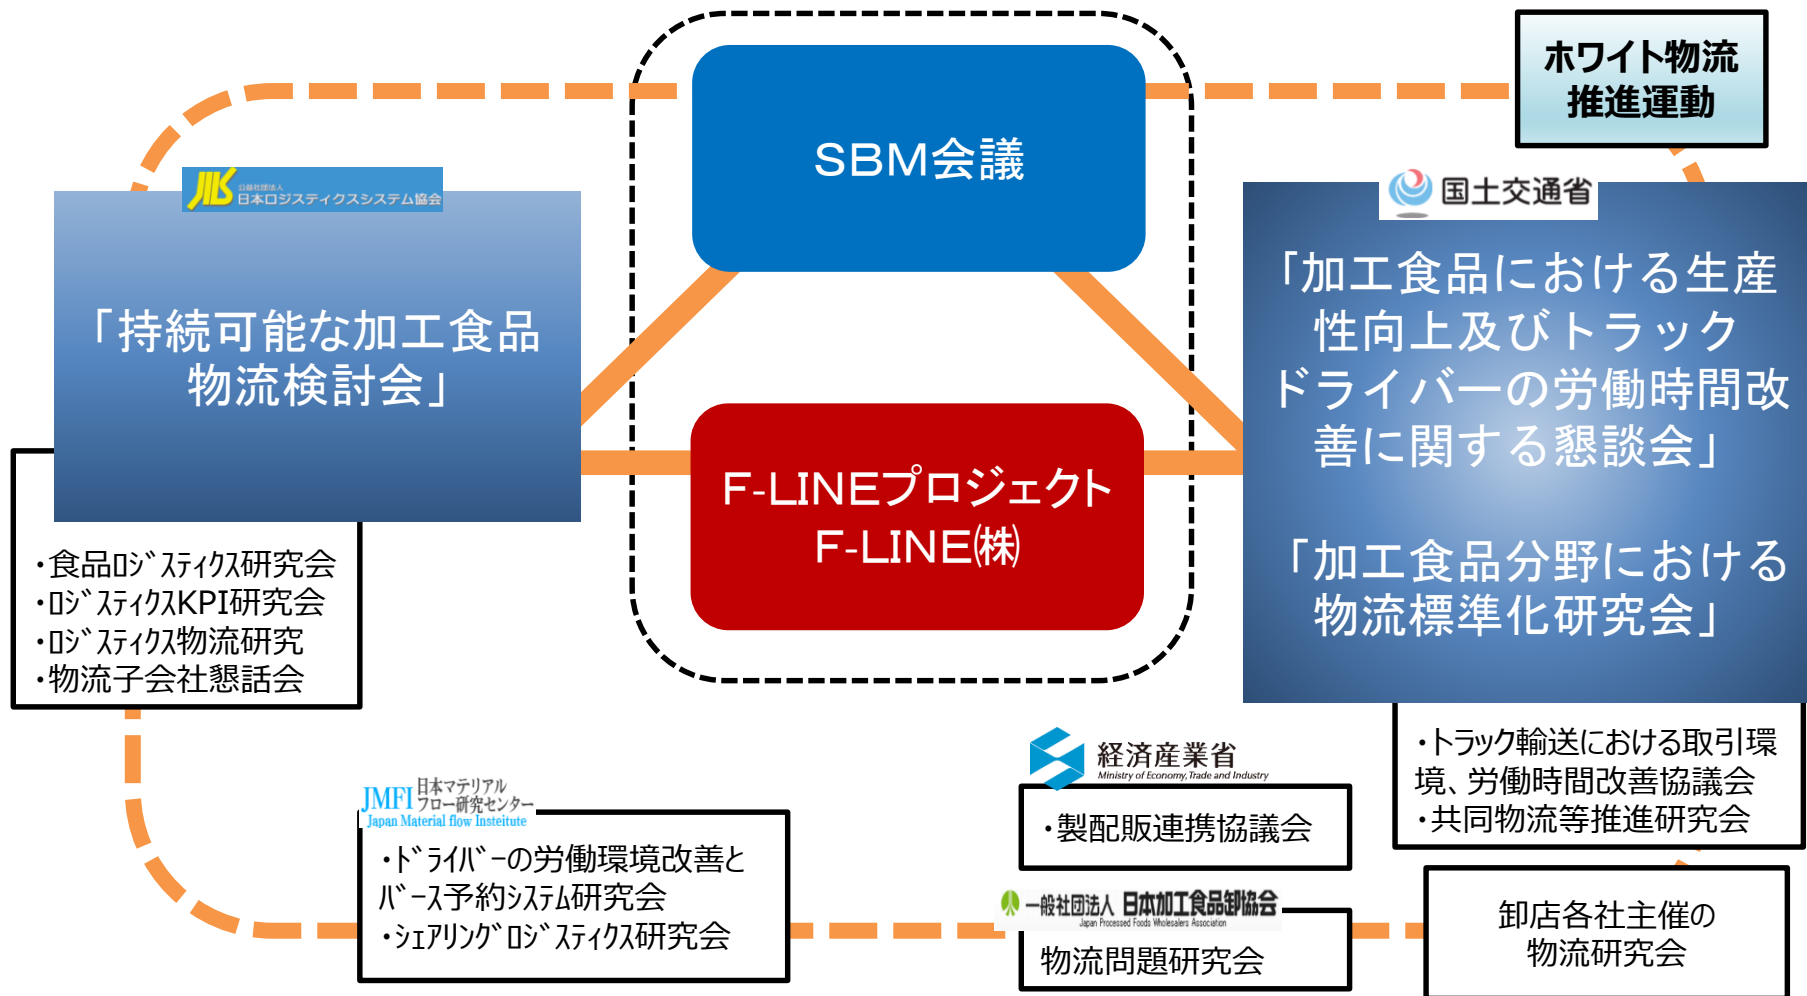 ホワイト物流
推進運動
SBM会議
JILS 公益社団法人
日本ロジスティクスシステム協会
「持続可能な加工食品
物流検討会」
国土交通省
「加工食品における生産
性向上及びトラック
ドライバーの労働時間改
善に関する懇談会」
「加工食品分野における
物流標準化研究会」
F-LINEプロジェクト
F-LINE㈱
・食品ﾛｼﾞｽﾃｨｸｽ研究会
・ﾛｼﾞｽﾃｨｸｽKPI研究会
・ﾛｼﾞｽﾃｨｸｽ物流研究
・物流子会社懇話会
・トラック輸送における取引環
境、労働時間改善協議会
・共同物流等推進研究会
経済産業省
Ministry of Economy, Trade and Industry
・製配販連携協議会
JMFI 日本マテリアル
フロー研究センター
Japan Material flow Insteitute
・ﾄﾞﾗｲﾊﾞｰの労働環境改善と
ﾊﾞｰｽ予約ｼｽﾃﾑ研究会
・ｼｪｱﾘﾝｸﾞﾛｼﾞｽﾃｨｸｽ研究会
一般社団法人 日本加工食品卸協会
Japan Processed Foods Wholesalers Association
物流問題研究会
卸店各社主催の
物流研究会